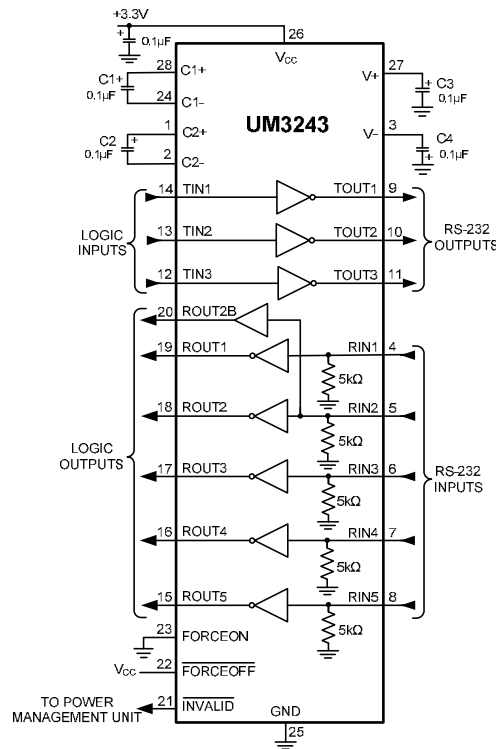 +3.3V
26
+
0.1µF
VCC
28
C1+
27
V+
C1+
0.1µF
+
C3
0.1µF
24
C1–
1
C2+
UM3243
3
V–
C2
+
0.1µF
C4
0.1µF
+
2
C2–
14
TIN1
TOUT1
9
LOGIC
INPUTS
13
TIN2
TOUT2
10
RS-232
OUTPUTS
12
TIN3
TOUT3
11
20
ROUT2B
19
ROUT1
RIN1
4
5kΩ
18
ROUT2
RIN2
5
5kΩ
LOGIC
OUTPUTS
17
ROUT3
RIN3
6
RS-232
INPUTS
5kΩ
16
ROUT4
RIN4
7
5kΩ
15
ROUT5
RIN5
8
5kΩ
23
FORCEON
VCC
22
FORCEOFF
TO POWER
MANAGEMENT UNIT
21
INVALID
GND
25